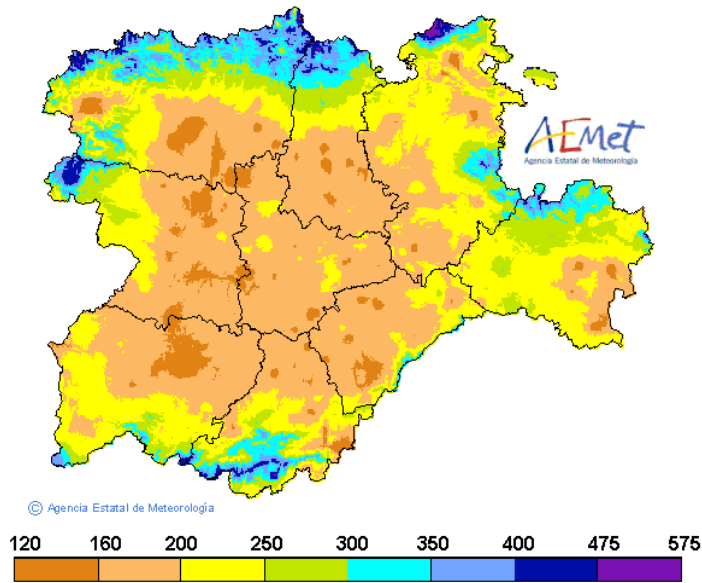 AEmet
Agencia Estatal de Meteorología
© Agencia Estatal de Meteorología
120 160 200 250 300 350 400 475 575